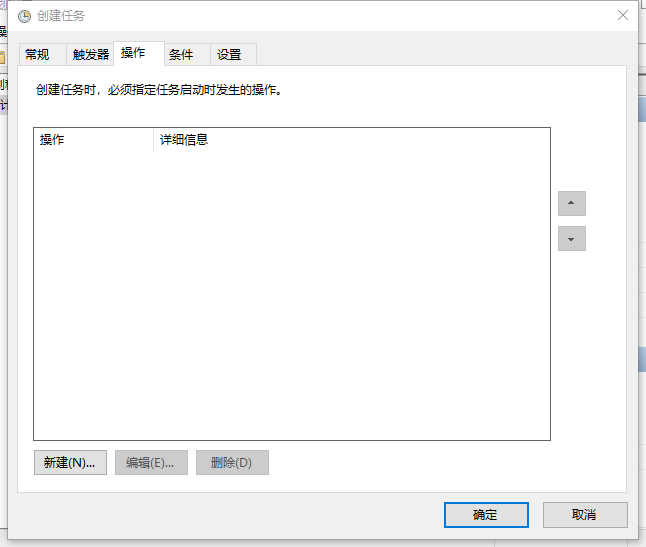 创建任务
常规 触发器 操作 条件 设置
创建任务时，必须指定任务启动时发生的操作。
操作 详细信息
新建(N)... 编辑(E)... 删除(D)
确定 取消